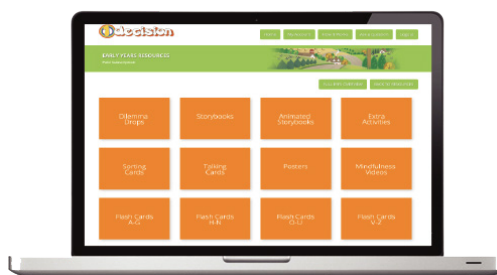 decision
Home
EARLY YEARS RESOURCES
Dilemma
Drops
Storybooks
Animated
Storybooks
Extra
Activities
Sorting
Cards
Talking
Cards
Posters
Mindfulness
Videos
Flash Cards
A-G
Flash Cards
H-N
Flash Cards
O-U
Flash Cards
V-Z